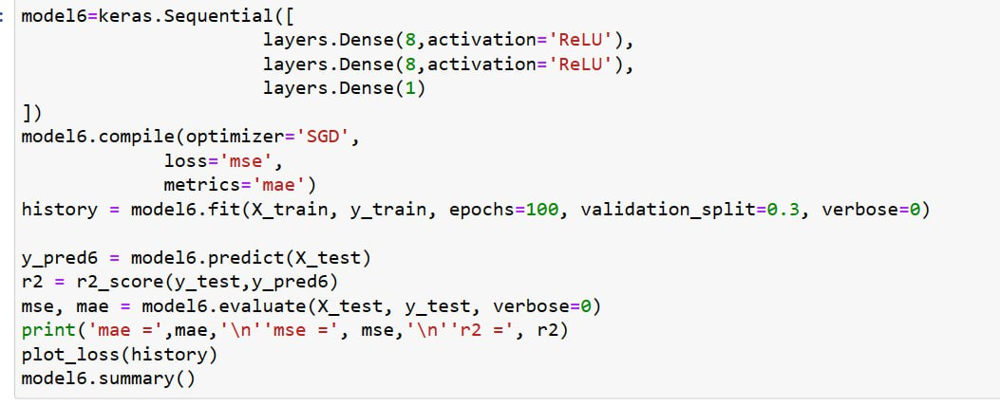 :
model6=keras.Sequential([
                      layers.Dense(8,activation='ReLU'),
                      layers.Dense(8,activation='ReLU'),
                      layers.Dense(1)
])
model6.compile(optimizer='SGD',
             loss='mse',
             metrics='mae')
history = model6.fit(X_train, y_train, epochs=100, validation_split=0.3, verbose=0)

y_pred6 = model6.predict(X_test)
r2 = r2_score(y_test,y_pred6)
mse, mae = model6.evaluate(X_test, y_test, verbose=0)
print('mae =',mae,'\n''mse =', mse,'\n''r2 =', r2)
plot_loss(history)
model6.summary()